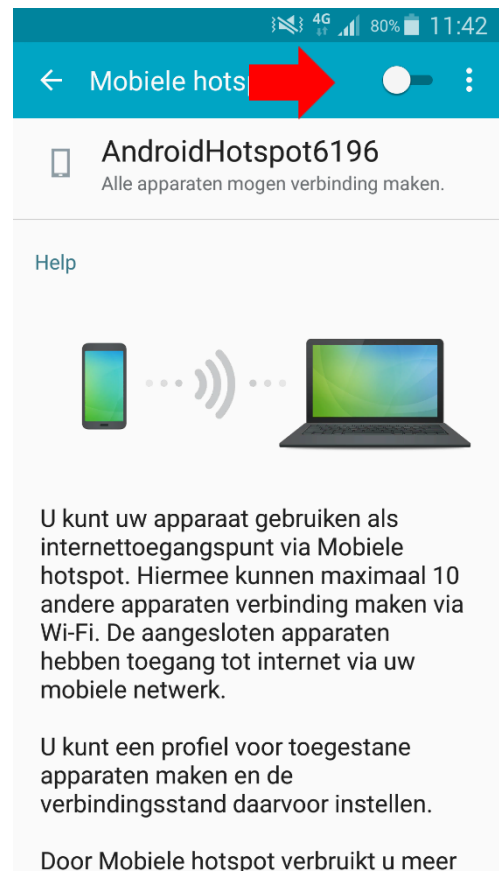 4G 80% 11:42
Mobiele hots
AndroidHotspot6196
Alle apparaten mogen verbinding maken.
Help
U kunt uw apparaat gebruiken als
internettoegangspunt via Mobiele
hotspot. Hiermee kunnen maximaal 10
andere apparaten verbinding maken via
Wi-Fi. De aangesloten apparaten
hebben toegang tot internet via uw
mobiele netwerk.
U kunt een profiel voor toegestane
apparaten maken en de
verbindingsstand daarvoor instellen.
Door Mobiele hotspot verbruikt u meer